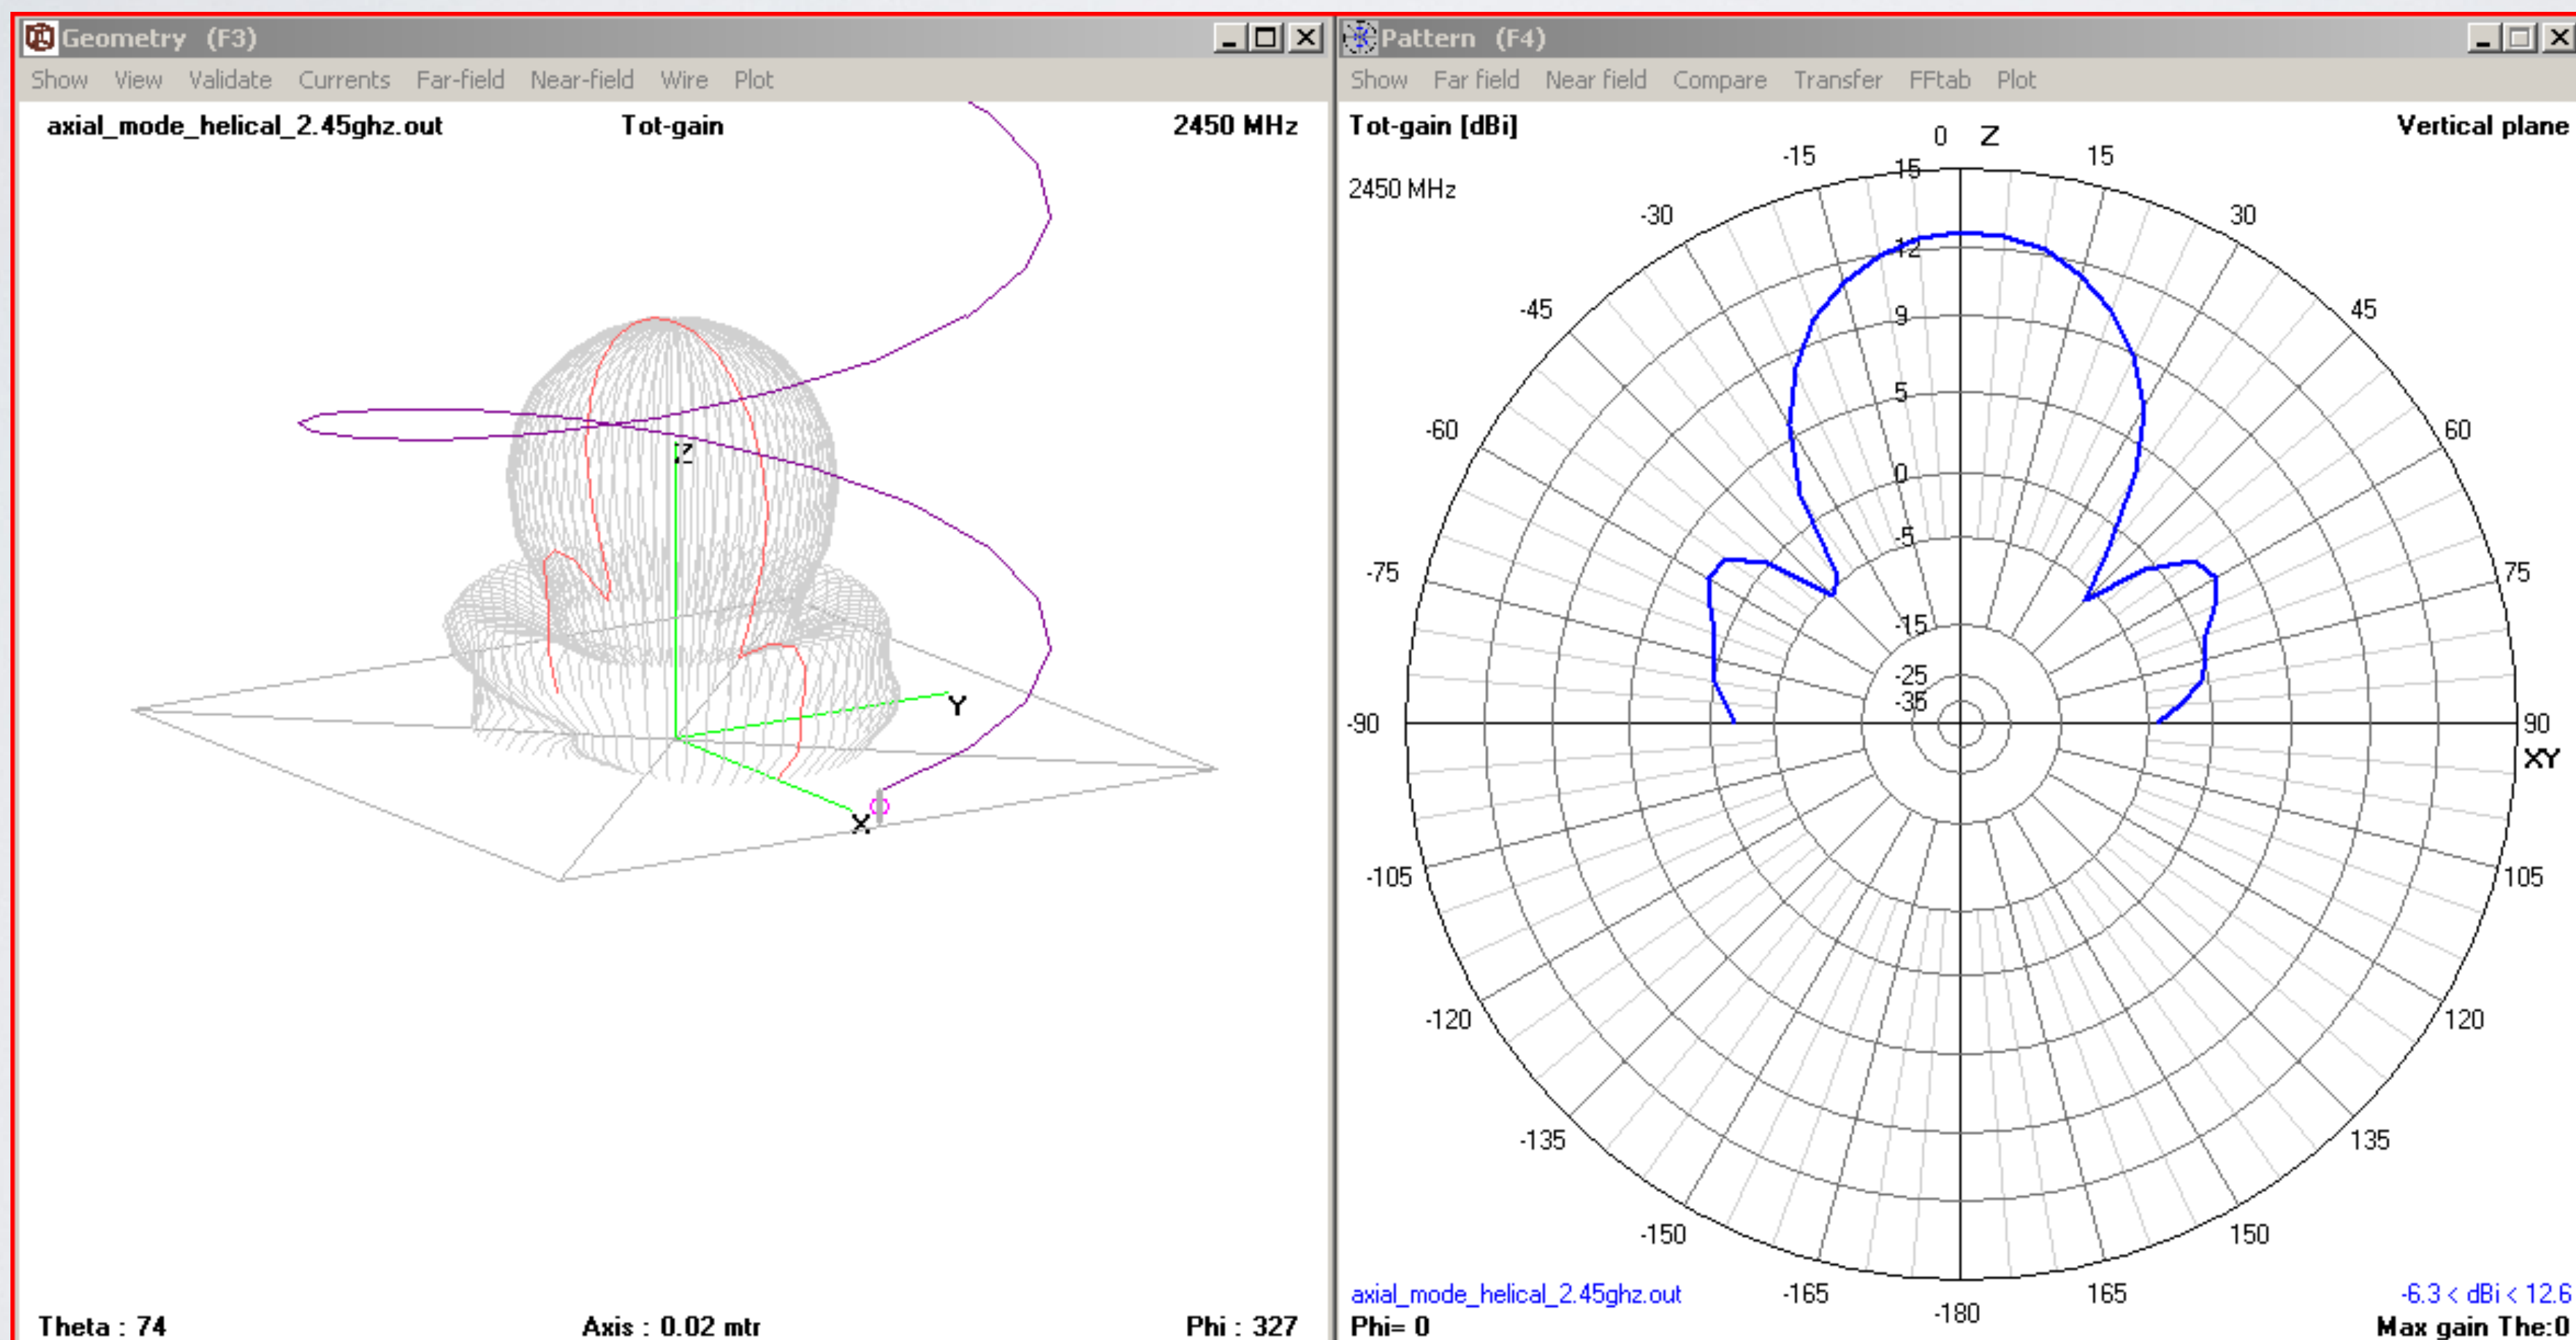 Geometry (F3)
Show View Validate Currents Far-field Near-field Wire Plot
axial_mode_helical_2.45ghz.out Tot-gain 2450 MHz
Z
Y
X
Theta : 74 Axis : 0.02 mtr Phi : 327
Pattern (F4)
Show Far field Near field Compare Transfer FFtab Plot
Tot-gain [dBi] 0 Z Vertical plane
2450 MHz
-15 15
15
-30 30
12
-45 45
9
5
-60 60
0
-5
-75 75
-15
-25
-35
-90 90
XY
-105 105
-120 120
-135 135
-150 150
axial_mode_helical_2.45ghz.out -165 165 -6.3 < dBi < 12.6
-180
Phi= 0 Max gain The:0